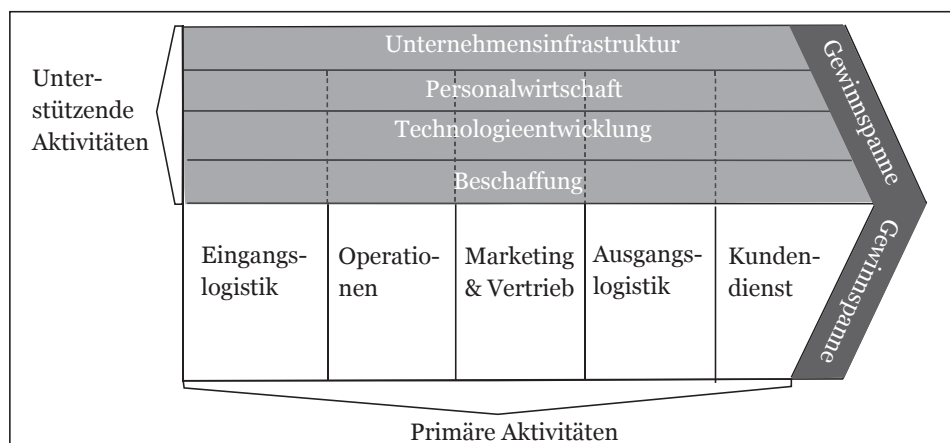 Unternehmensinfrastruktur
Personalwirtschaft
Technologieentwicklung
Beschaffung
Unter-
stützende
Aktivitäten
Gewinnspanne
Gewinnspanne
Eingangs-
logistik
Operatio-
nen
Marketing
& Vertrieb
Ausgangs-
logistik
Kunden-
dienst
Primäre Aktivitäten